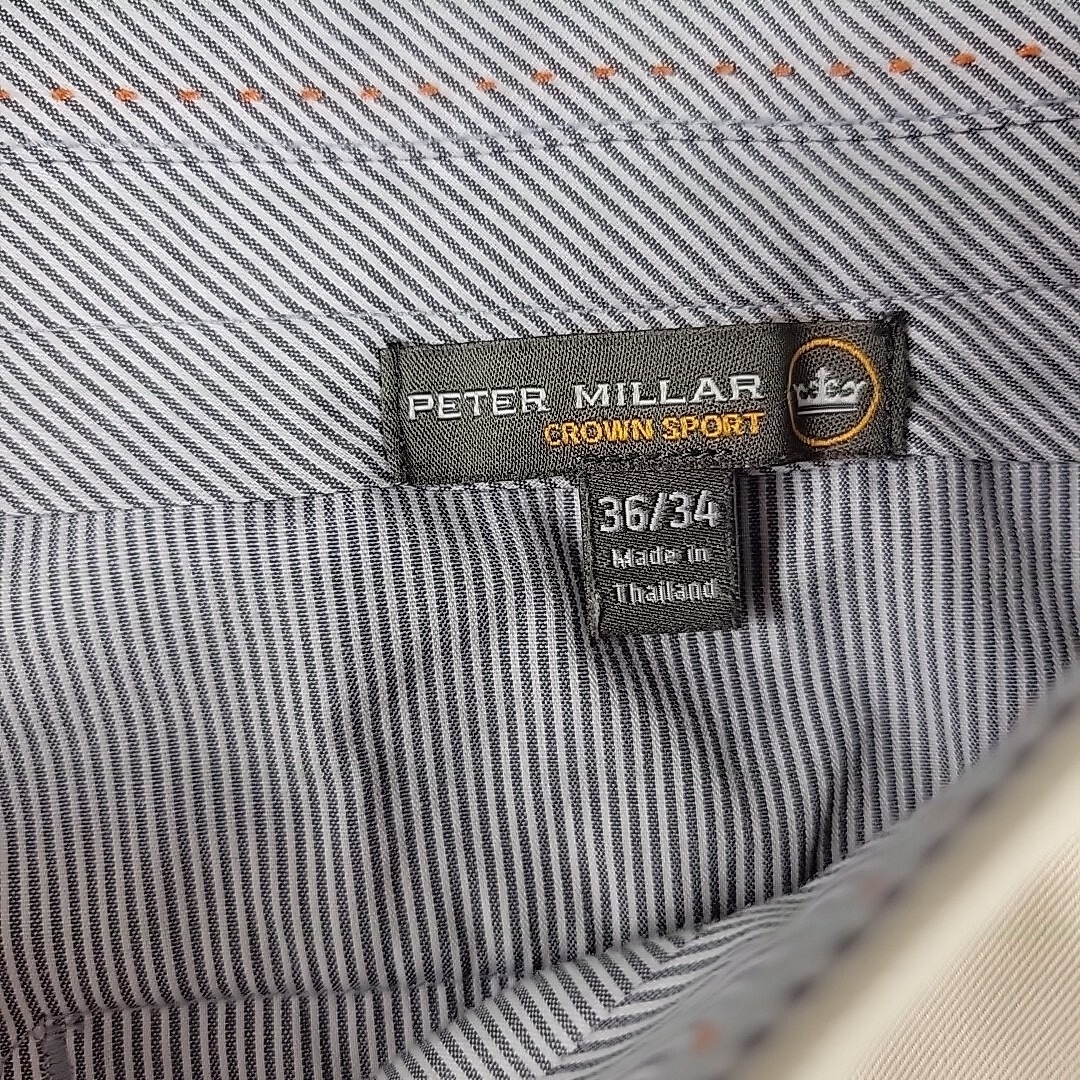 PETER MILLAR
CROWN SPORT
36/34
Made in
Thailand